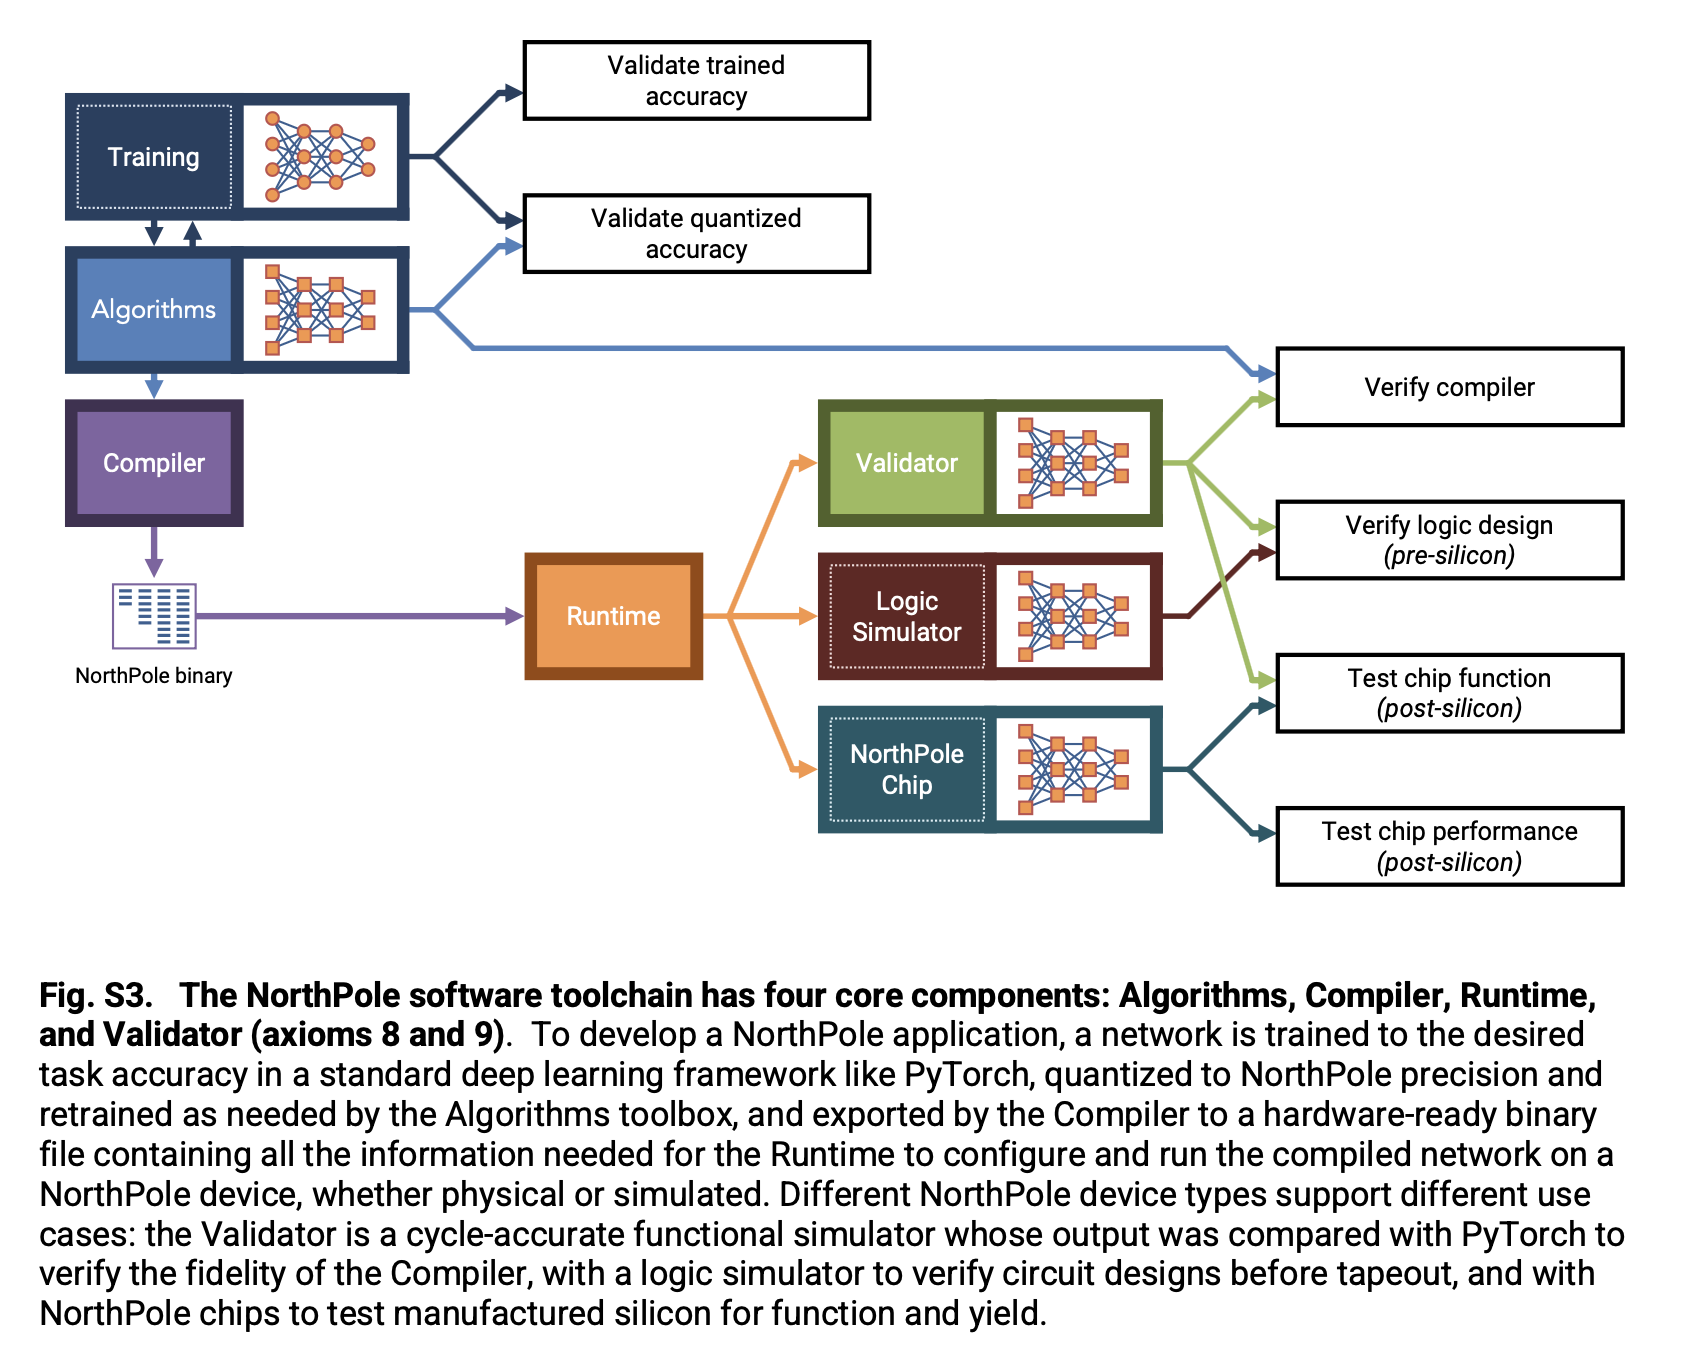 Validate trained
accuracy
Training
Validate quantized
accuracy
Algorithms
Verify compiler
Compiler
Validator
Verify logic design
(pre-silicon)
Runtime
Logic
Simulator
NorthPole binary
Test chip function
(post-silicon)
NorthPole
Chip
Test chip performance
(post-silicon)
Fig. S3. The NorthPole software toolchain has four core components: Algorithms, Compiler, Runtime,
and Validator (axioms 8 and 9). To develop a NorthPole application, a network is trained to the desired
task accuracy in a standard deep learning framework like PyTorch, quantized to NorthPole precision and
retrained as needed by the Algorithms toolbox, and exported by the Compiler to a hardware-ready binary
file containing all the information needed for the Runtime to configure and run the compiled network on a
NorthPole device, whether physical or simulated. Different NorthPole device types support different use
cases: the Validator is a cycle-accurate functional simulator whose output was compared with PyTorch to
verify the fidelity of the Compiler, with a logic simulator to verify circuit designs before tapeout, and with
NorthPole chips to test manufactured silicon for function and yield.